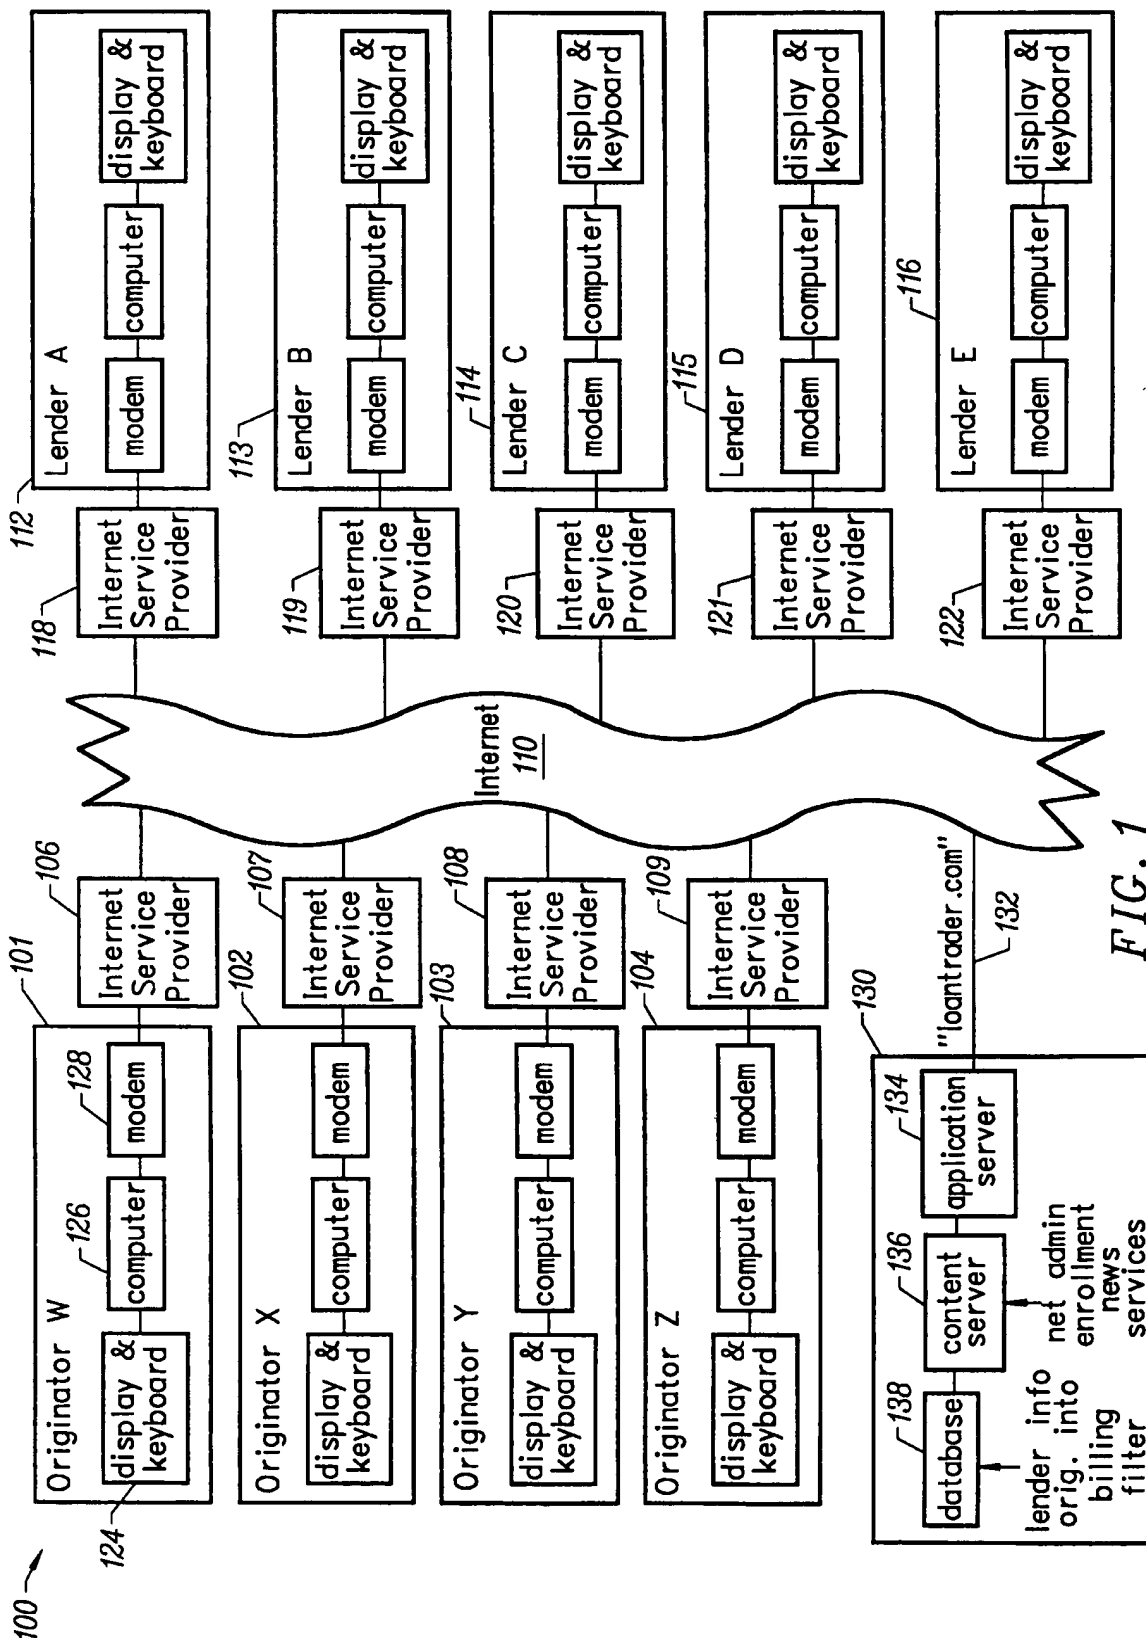 100
101
Originator W
display &
keyboard
124
computer
126
modem
128
Internet
Service
Provider
106
102
Originator X
display &
keyboard
computer
modem
Internet
Service
Provider
107
103
Originator Y
display &
keyboard
computer
modem
Internet
Service
Provider
108
104
Originator Z
display &
keyboard
computer
modem
Internet
Service
Provider
109
130
database
138
content
server
136
application
server
134
lender info
orig. into
billing
filter
net admin
enrollment
news
services
"loantrader.com"
132
Internet
110
118
Internet
Service
Provider
112
Lender A
modem
computer
display &
keyboard
119
Internet
Service
Provider
113
Lender B
modem
computer
display &
keyboard
120
Internet
Service
Provider
114
Lender C
modem
computer
display &
keyboard
121
Internet
Service
Provider
115
Lender D
modem
computer
display &
keyboard
122
Internet
Service
Provider
116
Lender E
modem
computer
display &
keyboard
FIG. 1